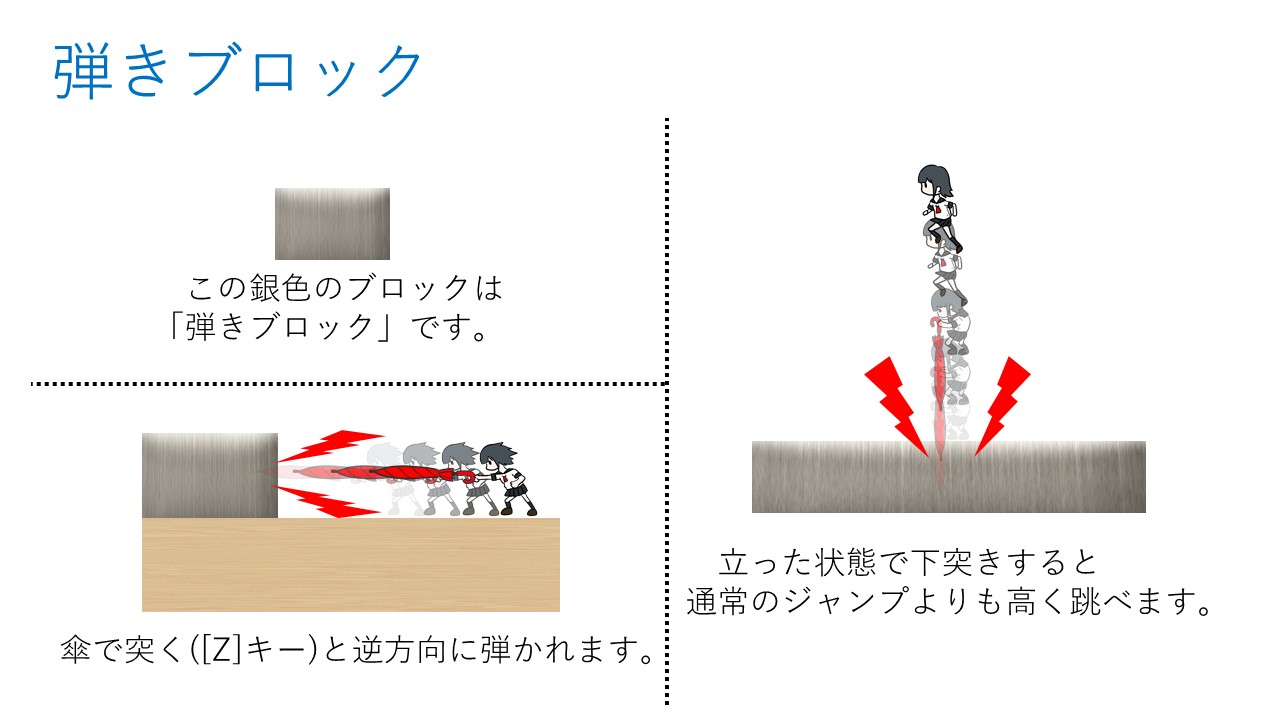 弾きブロック
この銀色のブロックは
「弾きブロック」です。
傘で突く([Z]キー)と逆方向に弾かれます。
立った状態で下突きすると
通常のジャンプよりも高く跳べます。